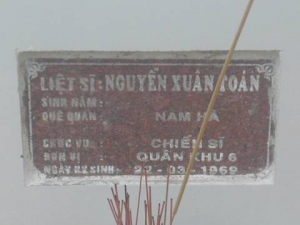 LIỆT SĨ: NGUYỄN XUÂN TOẢN
SINH NĂM:
QUÊ QUÁN: NAM HÀ
CHỨC VỤ: CHIẾN SĨ
ĐƠN VỊ: QUÂN KHU 6
NGÀY HY SINH: 22-03-1969